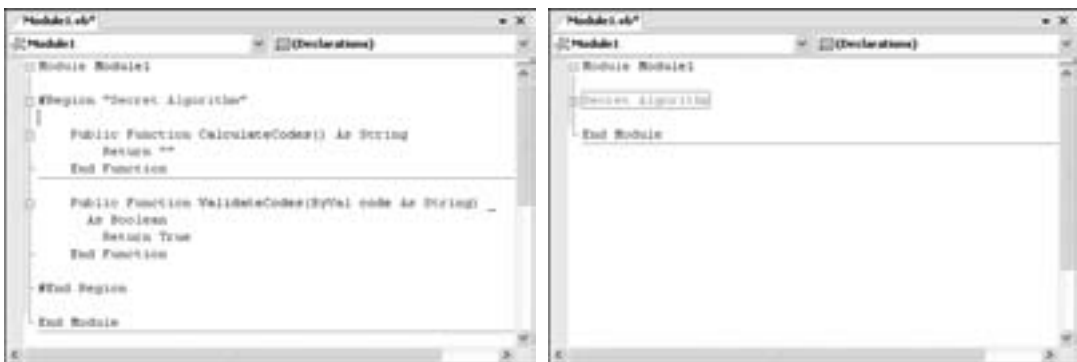 Module1.vb*
Module1
(Declarations)
Module Module1
#Region "Secret Algorithm"
Public Function CalculateCodes() As String
Return ""
End Function
Public Function ValidateCodes(ByVal code As String) _
As Boolean
Return True
End Function
#End Region
End Module
Module1.vb*
Module1
(Declarations)
Module Module1
Secret Algorithm
End Module